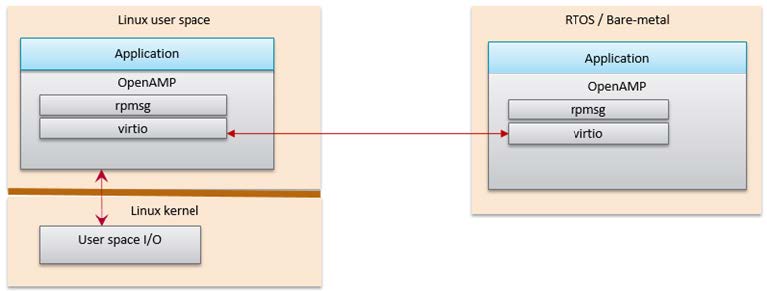 Linux user space
Application
OpenAMP
rpmsg
virtio
Linux kernel
User space I/O
RTOS / Bare-metal
Application
OpenAMP
rpmsg
virtio